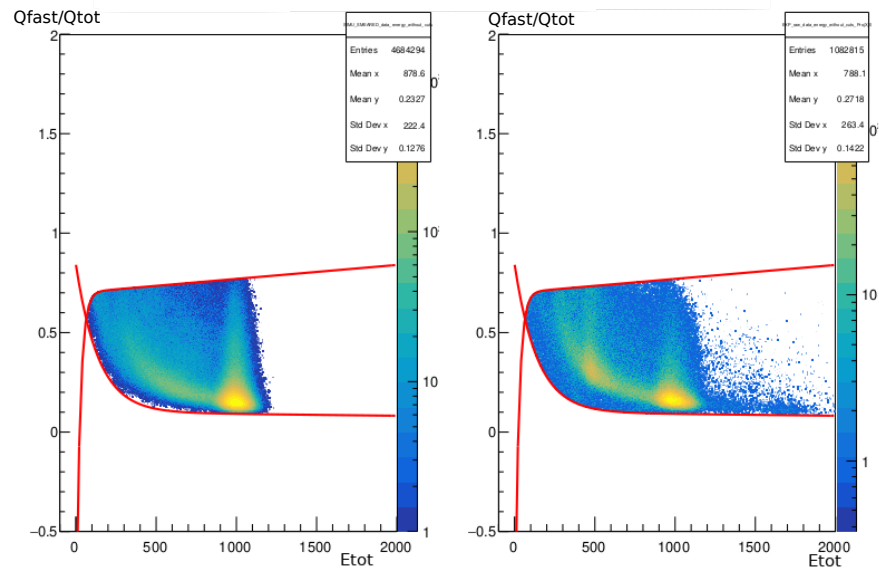 Qfast/Qtot
Entries 4684294
Mean x 878.6
Mean y 0.2327
Std Dev x 222.4
Std Dev y 0.1276
2
1.5
1
0.5
0
−0.5
0 500 1000 1500 2000
Etot
10
10
1
Qfast/Qtot
Entries 1082815
Mean x 788.1
Mean y 0.2718
Std Dev x 263.4
Std Dev y 0.1422
2
1.5
1
0.5
0
−0.5
0 500 1000 1500 2000
Etot
10
1